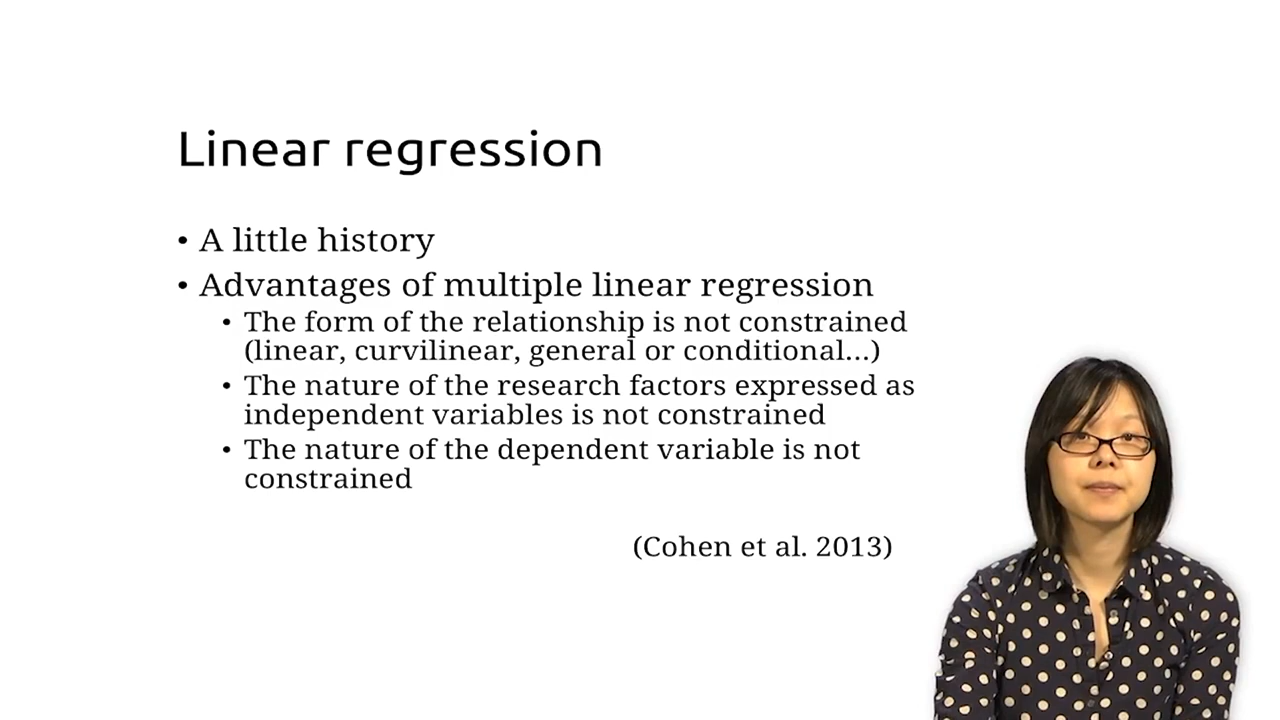 Linear regression
• A little history
• Advantages of multiple linear regression
• The form of the relationship is not constrained
(linear, curvilinear, general or conditional...)
• The nature of the research factors expressed as
independent variables is not constrained
• The nature of the dependent variable is not
constrained
(Cohen et al. 2013)